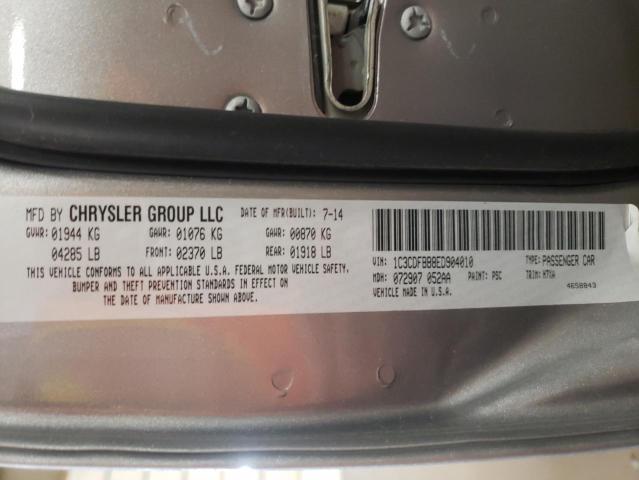 MFD BY CHRYSLER GROUP LLC DATE OF MFR(BUILT): 7-14
GVWR: 01944 KG GAWR: 01076 KG GAWR: 00870 KG
04285 LB FRONT: 02370 LB REAR: 01918 LB
THIS VEHICLE CONFORMS TO ALL APPLICABLE U.S.A. FEDERAL MOTOR VEHICLE SAFETY,
BUMPER AND THEFT PREVENTION STANDARDS IN EFFECT ON
THE DATE OF MANUFACTURE SHOWN ABOVE.
VIN: 1C3CDFBB8ED904010 TYPE: PASSENGER CAR
MDH: 072907 052AA PAINT: PSC TRIM: H7XA
VEHICLE MADE IN U.S.A. 4658843